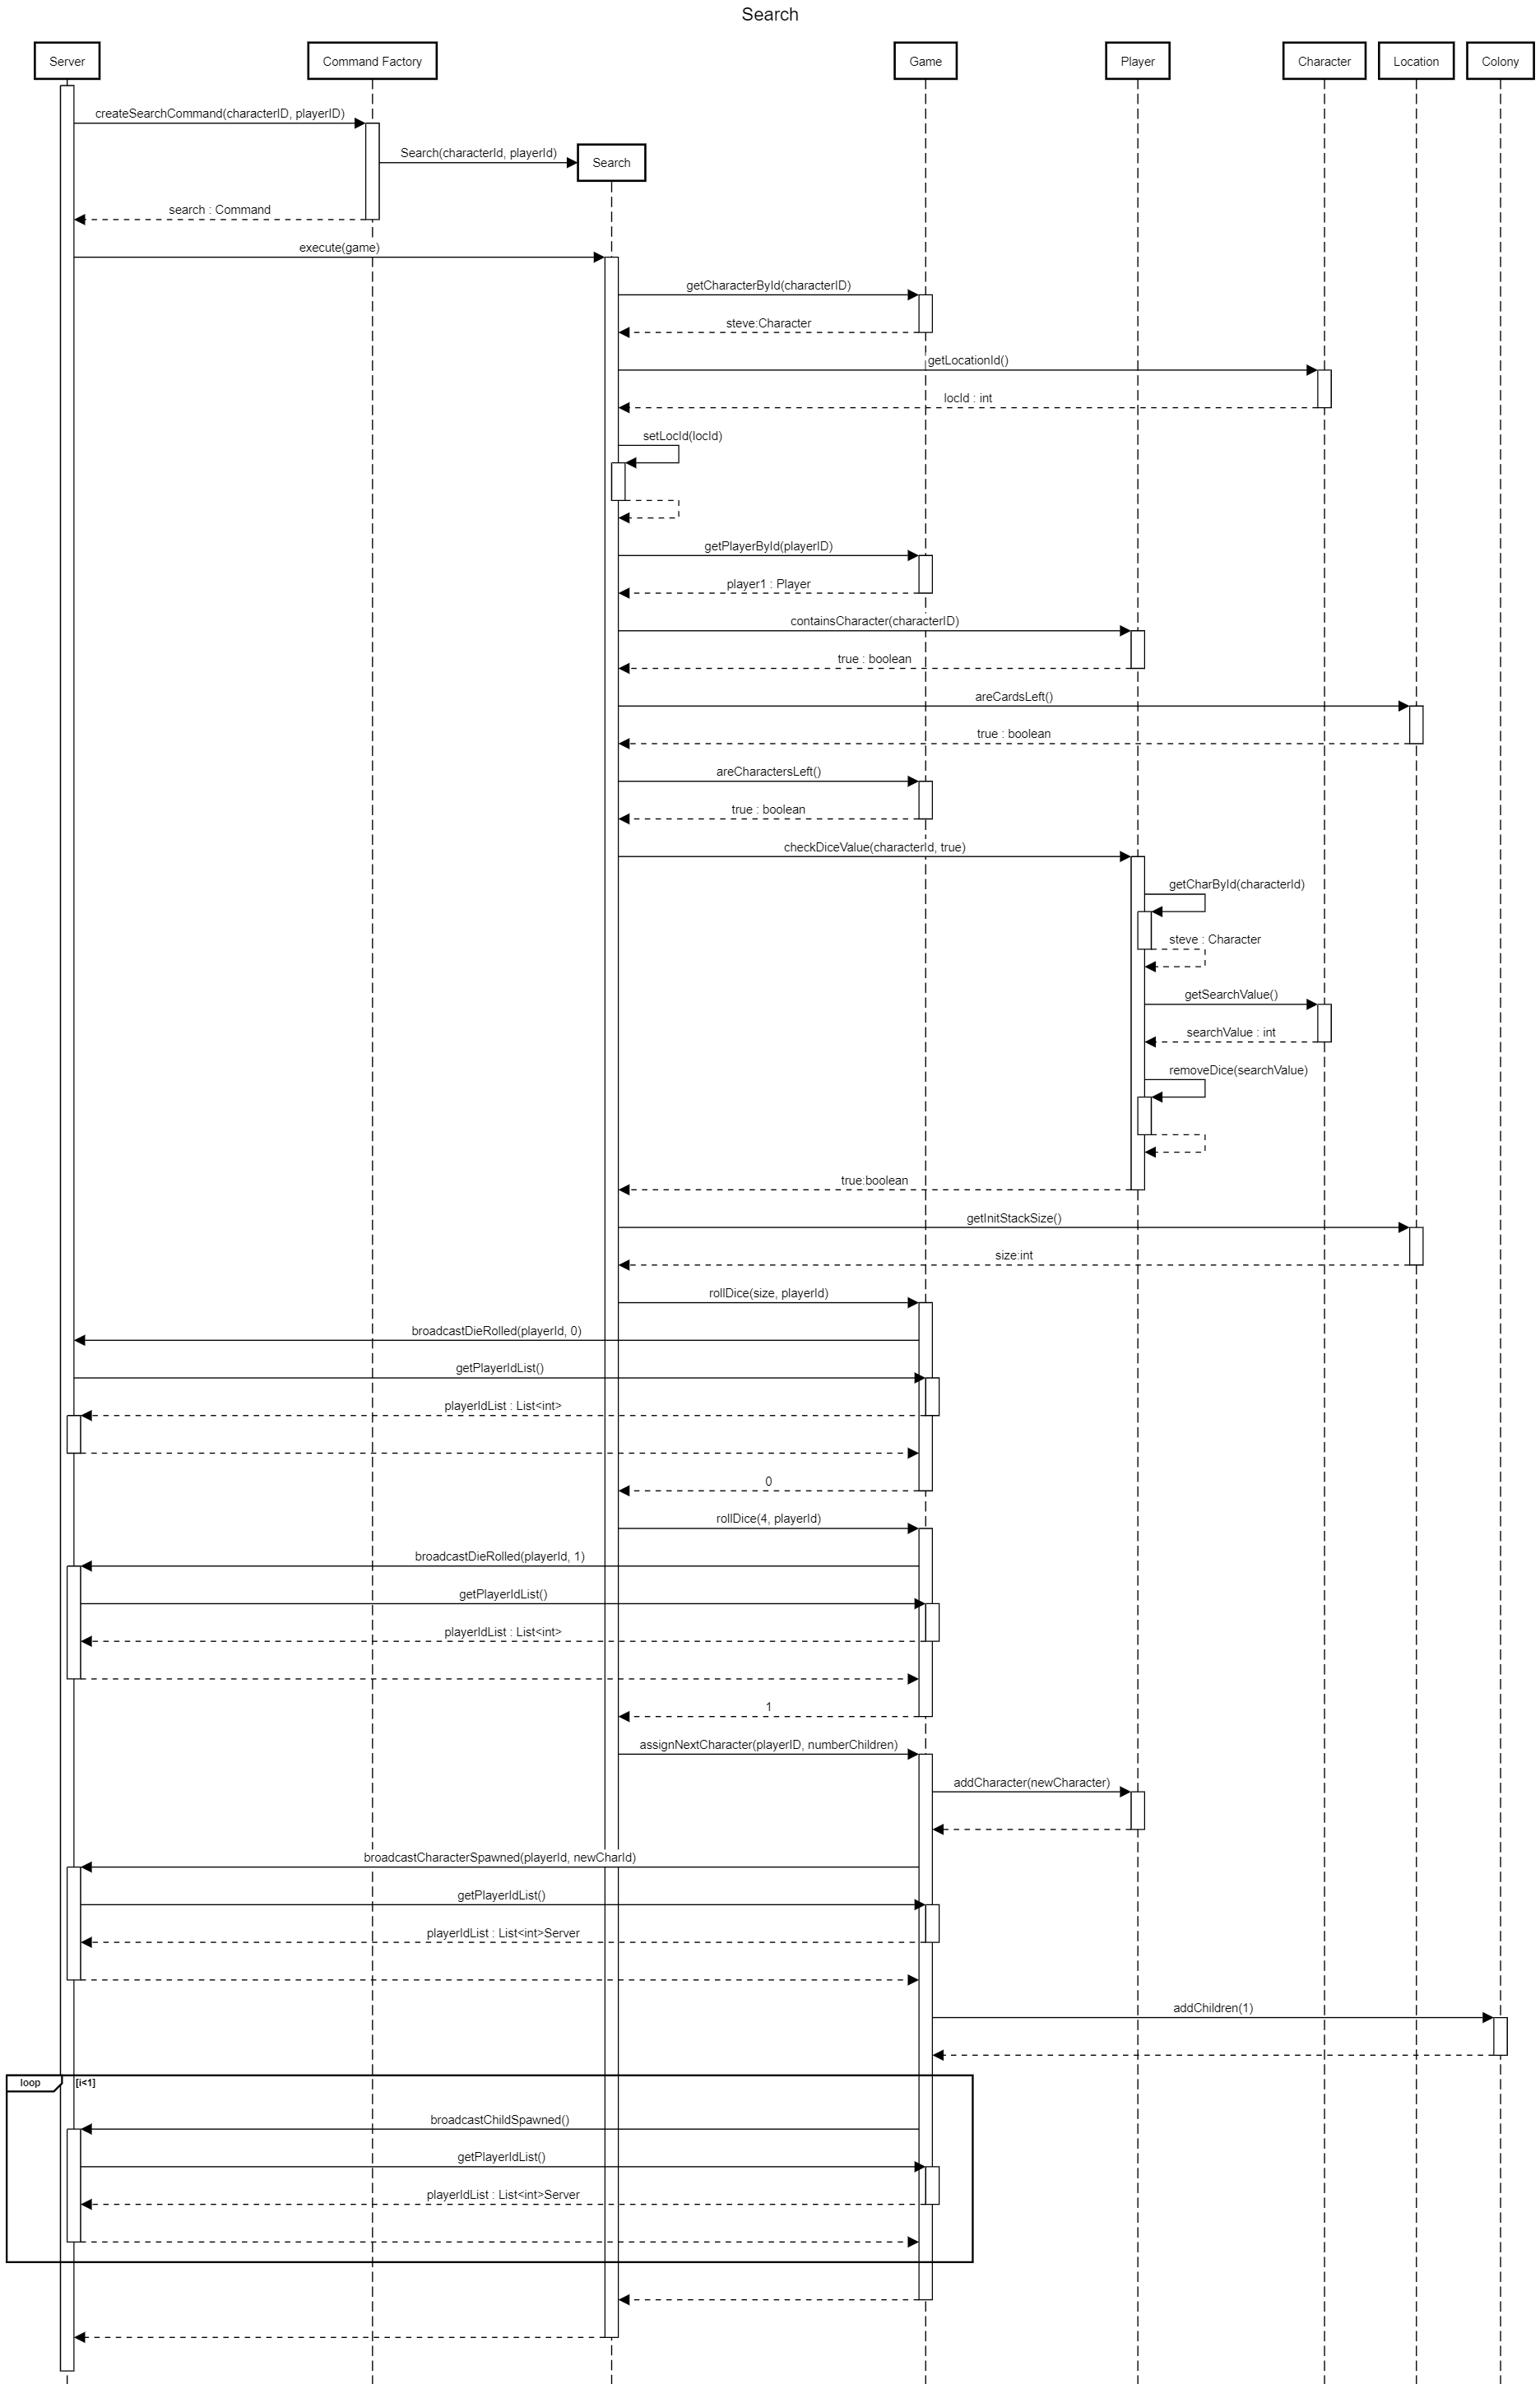 Search
Server
Command Factory
Game
Player
Character
Location
Colony
createSearchCommand(characterID, playerID)
Search(characterId, playerId)
Search
search : Command
execute(game)
getCharacterById(characterID)
steve:Character
getLocationId()
locId : int
setLocId(locId)
getPlayerById(playerID)
player1 : Player
containsCharacter(characterID)
true : boolean
areCardsLeft()
true : boolean
areCharactersLeft()
true : boolean
checkDiceValue(characterId, true)
getCharById(characterId)
steve : Character
getSearchValue()
searchValue : int
removeDice(searchValue)
true:boolean
getInitStackSize()
size:int
rollDice(size, playerId)
broadcastDieRolled(playerId, 0)
getPlayerIdList()
playerIdList : List<int>
0
rollDice(4, playerId)
broadcastDieRolled(playerId, 1)
getPlayerIdList()
playerIdList : List<int>
1
assignNextCharacter(playerID, numberChildren)
addCharacter(newCharacter)
broadcastCharacterSpawned(playerId, newCharId)
getPlayerIdList()
playerIdList : List<int>Server
addChildren(1)
loop [i<1]
broadcastChildSpawned()
getPlayerIdList()
playerIdList : List<int>Server